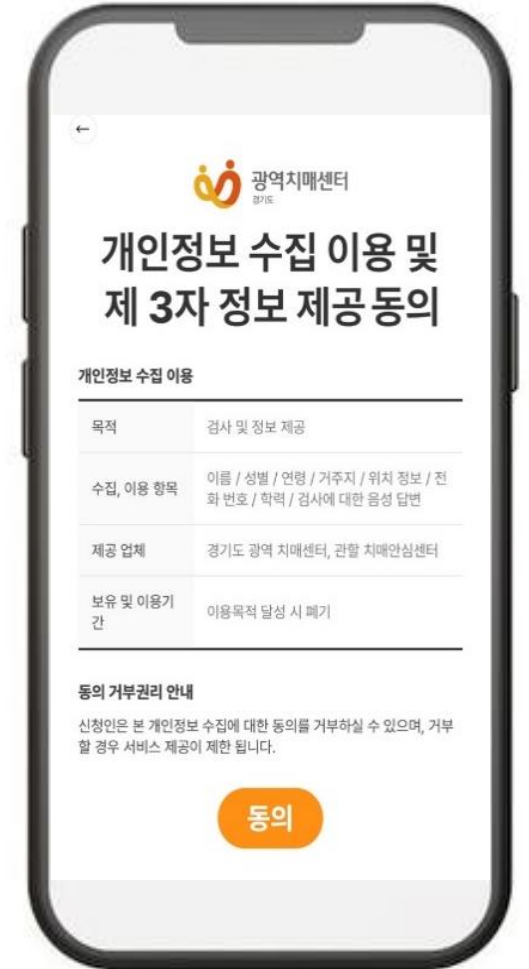 ←
광역치매센터
경기도
개인정보 수집 이용 및
제 3자 정보 제공 동의
개인정보 수집 이용
목적 검사 및 정보 제공
수집, 이용 항목 이름 / 성별 / 연령 / 거주지 / 위치 정보 / 전
화 번호 / 학력 / 검사에 대한 음성 답변
제공 업체 경기도 광역 치매센터, 관할 치매안심센터
보유 및 이용기
간 이용목적 달성 시 폐기
동의 거부권리 안내
신청인은 본 개인정보 수집에 대한 동의를 거부하실 수 있으며, 거부
할 경우 서비스 제공이 제한 됩니다.
동의